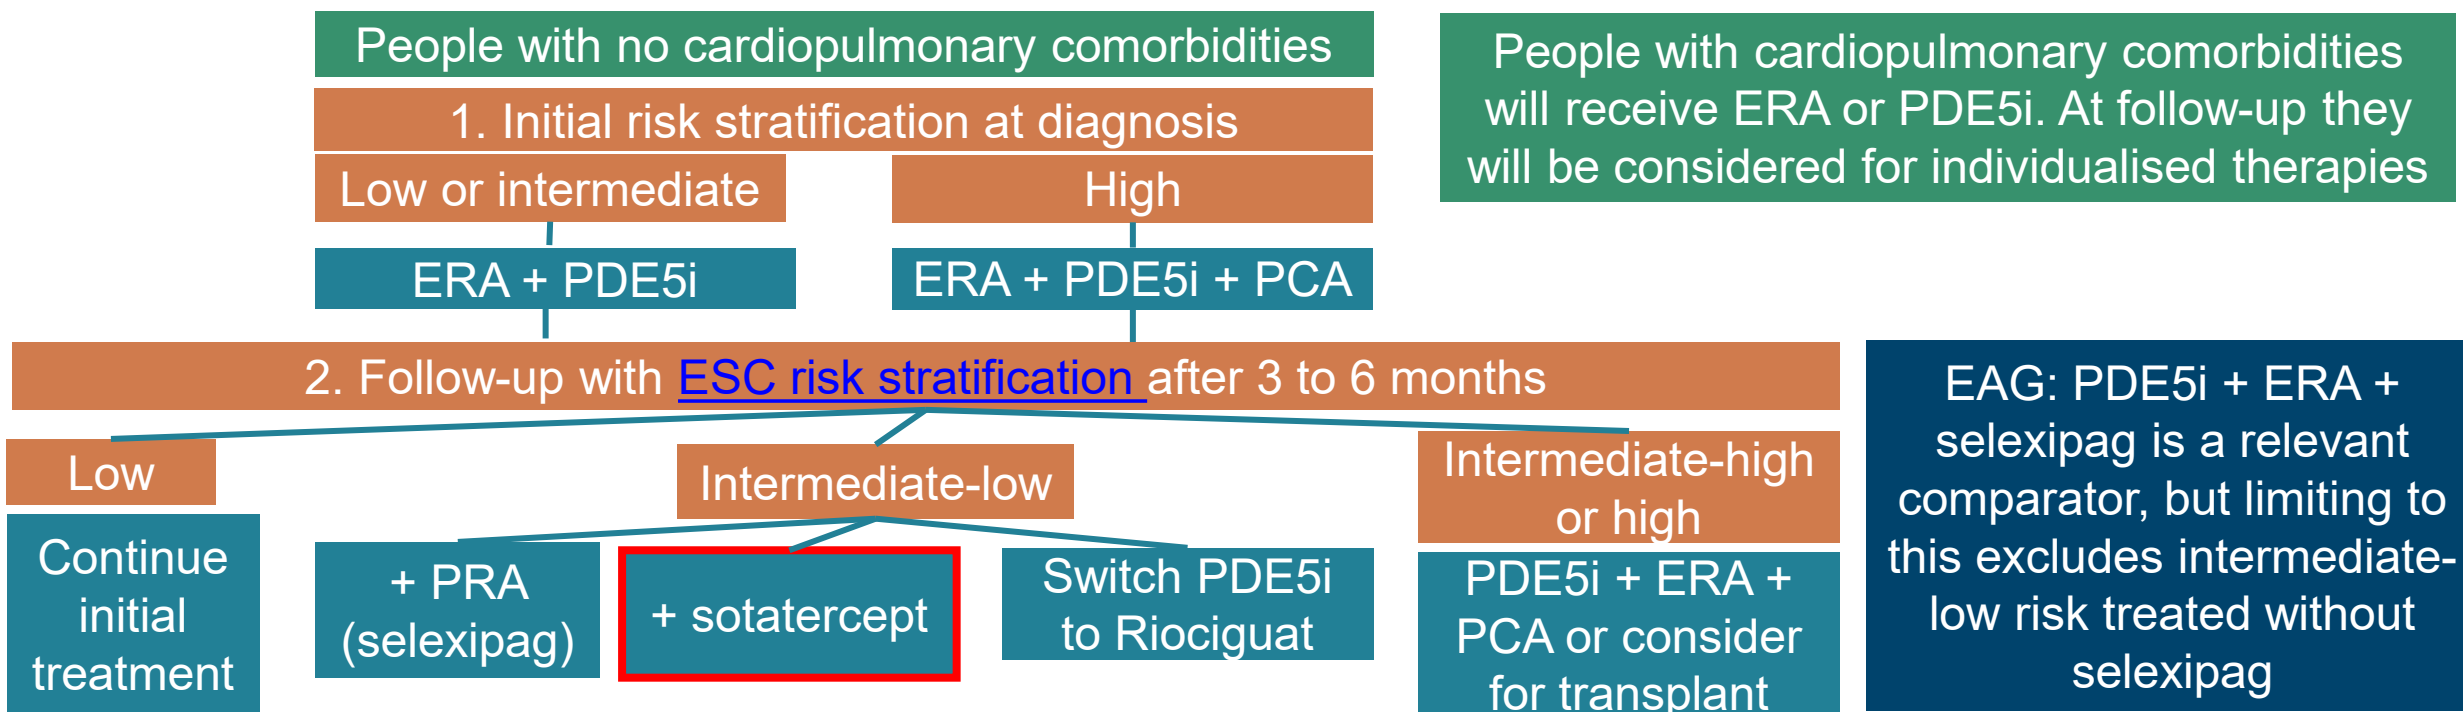 People with no cardiopulmonary comorbidities
1. Initial risk stratification at diagnosis
Low or intermediate
High
ERA + PDE5i
ERA + PDE5i + PCA
People with cardiopulmonary comorbidities
will receive ERA or PDE5i. At follow-up they
will be considered for individualised therapies
2. Follow-up with ESC risk stratification after 3 to 6 months
Low
Continue
initial
treatment
Intermediate-low
+ PRA
(selexipag)
+ sotatercept
Switch PDE5i
to Riociguat
Intermediate-high
or high
PDE5i + ERA +
PCA or consider
for transplant
EAG: PDE5i + ERA +
selexipag is a relevant
comparator, but limiting to
this excludes intermediate-
low risk treated without
selexipag